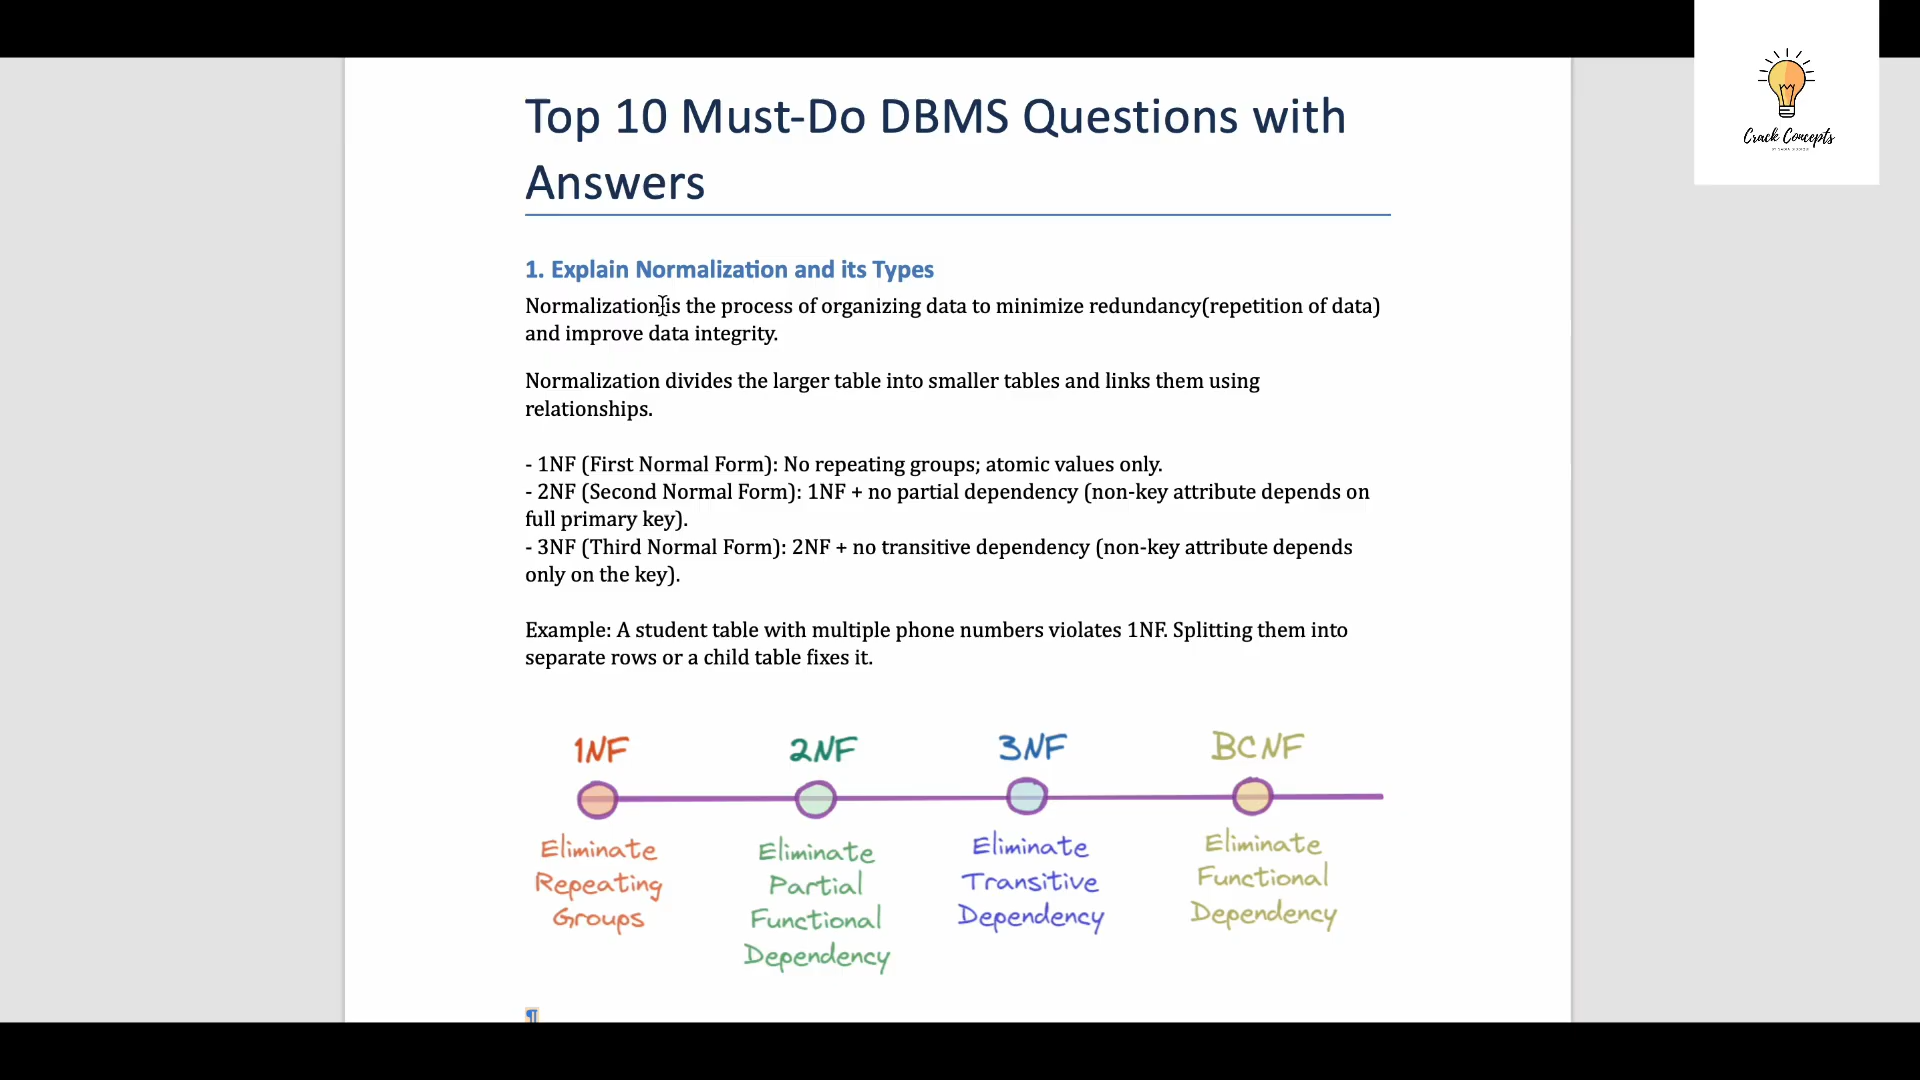 Crack Concepts
Top 10 Must-Do DBMS Questions with
Answers
1. Explain Normalization and its Types
Normalization is the process of organizing data to minimize redundancy(repetition of data)
and improve data integrity.
Normalization divides the larger table into smaller tables and links them using
relationships.
- 1NF (First Normal Form): No repeating groups; atomic values only.
- 2NF (Second Normal Form): 1NF + no partial dependency (non-key attribute depends on
full primary key).
- 3NF (Third Normal Form): 2NF + no transitive dependency (non-key attribute depends
only on the key).
Example: A student table with multiple phone numbers violates 1NF. Splitting them into
separate rows or a child table fixes it.
1NF
Eliminate
Repeating
Groups
2NF
Eliminate
Partial
Functional
Dependency
3NF
Eliminate
Transitive
Dependency
BCNF
Eliminate
Functional
Dependency
¶